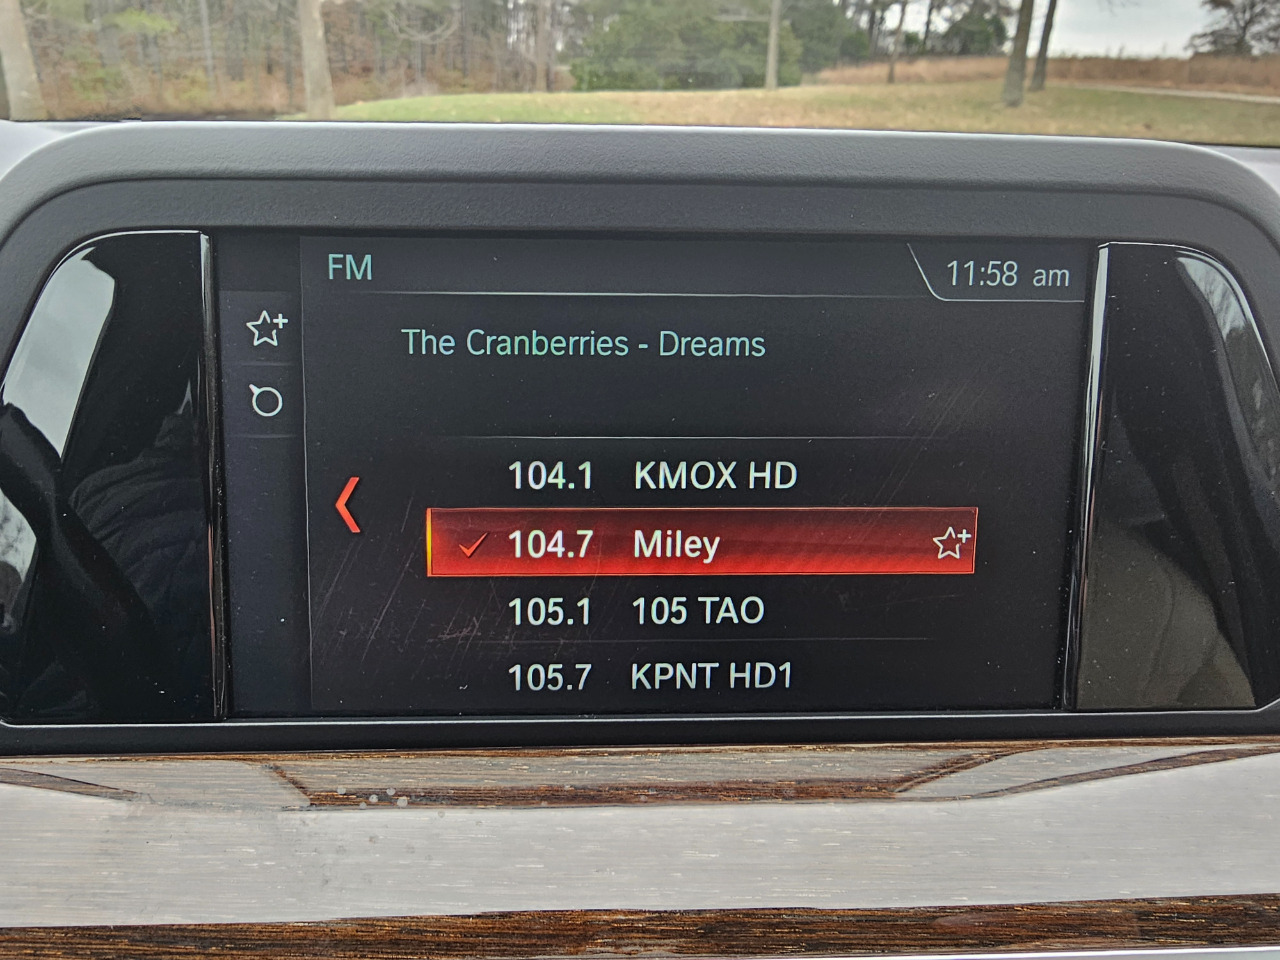 FM
11:58 am
The Cranberries - Dreams
104.1 KMOX HD
104.7 Miley
105.1 105 TAO
105.7 KPNT HD1